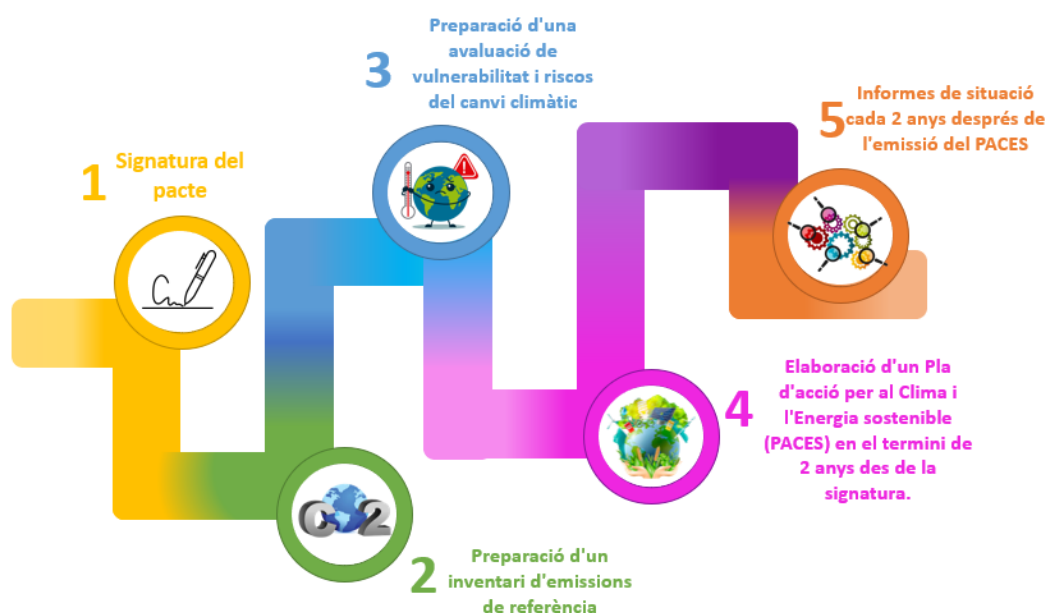 1
Signatura del
pacte
2
Preparació d'un
inventari d'emissions
de referència
3
Preparació d'una
avaluació de
vulnerabilitat i riscos
del canvi climàtic
4
Elaboració d'un Pla
d'acció per al Clima i
l'Energia sostenible
(PACES) en el termini de
2 anys des de la
signatura.
5
Informes de situació
cada 2 anys després de
l'emissió del PACES
CO2